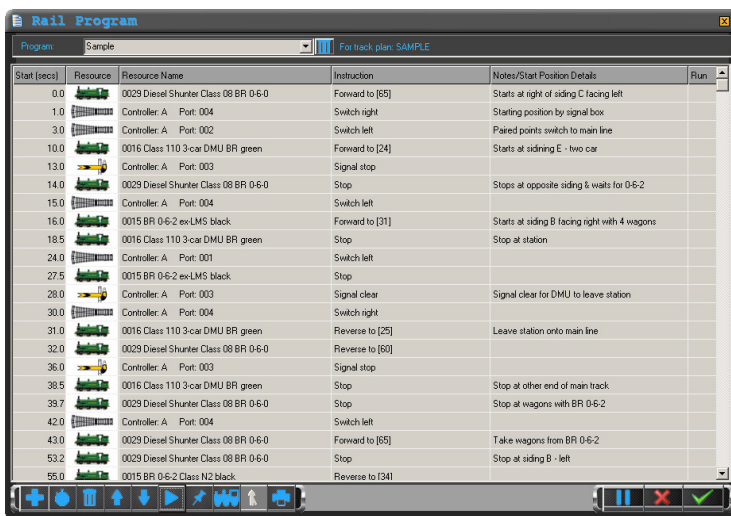 Rail Program
Program: Sample For track plan: SAMPLE
Start (secs) Resource Resource Name Instruction Notes/Start Position Details Run
0.0 0029 Diesel Shunter Class 08 BR 0-6-0 Forward to [65] Starts at right of siding C facing left
1.0 Controller: A Port: 004 Switch right Starting position by signal box
3.0 Controller: A Port: 002 Switch left Paired points switch to main line
10.0 0016 Class 110 3-car DMU BR green Forward to [24] Starts at sidining E - two car
13.0 Controller: A Port: 003 Signal stop
14.0 0029 Diesel Shunter Class 08 BR 0-6-0 Stop Stops at opposite siding & waits for 0-6-2
15.0 Controller: A Port: 004 Switch left
16.0 0015 BR 0-6-2 ex-LMS black Forward to [31] Starts at siding B facing right with 4 wagons
18.5 0016 Class 110 3-car DMU BR green Stop Stop at station
24.0 Controller: A Port: 001 Switch left
27.5 0015 BR 0-6-2 ex-LMS black Stop
28.0 Controller: A Port: 003 Signal clear Signal clear for DMU to leave station
30.0 Controller: A Port: 004 Switch right
31.0 0016 Class 110 3-car DMU BR green Reverse to [25] Leave station onto main line
32.0 0029 Diesel Shunter Class 08 BR 0-6-0 Reverse to [60]
36.0 Controller: A Port: 003 Signal stop
38.5 0016 Class 110 3-car DMU BR green Stop Stop at other end of main track
39.7 0029 Diesel Shunter Class 08 BR 0-6-0 Stop Stop at wagons with BR 0-6-2
42.0 Controller: A Port: 004 Switch left
43.0 0029 Diesel Shunter Class 08 BR 0-6-0 Forward to [65] Take wagons from BR 0-6-2
53.2 0029 Diesel Shunter Class 08 BR 0-6-0 Stop Stop at siding B - left
55.0 0015 BR 0-6-2 Class N2 black Reverse to [34]